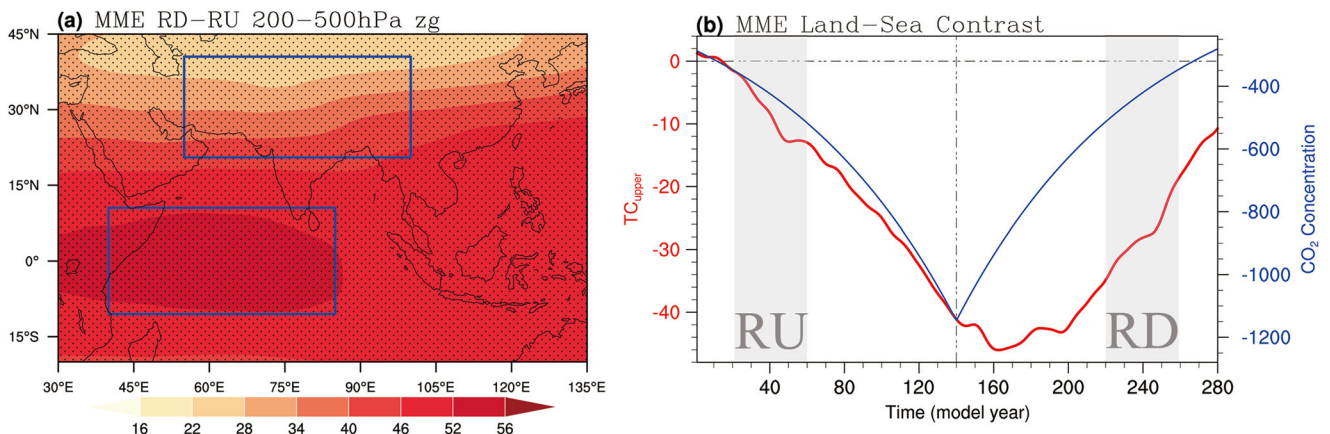 (a) MME RD−RU 200−500hPa zg
45°N
30°N
15°N
0°
15°S
30°E 45°E 60°E 75°E 90°E 105°E 120°E 135°E
16 22 28 34 40 46 52 56
(b) MME Land−Sea Contrast
0
-10
-20
-30
-40
TC upper
RU
RD
-400
-600
-800
-1000
-1200
CO2 Concentration
40 80 120 160 200 240 280
Time (model year)